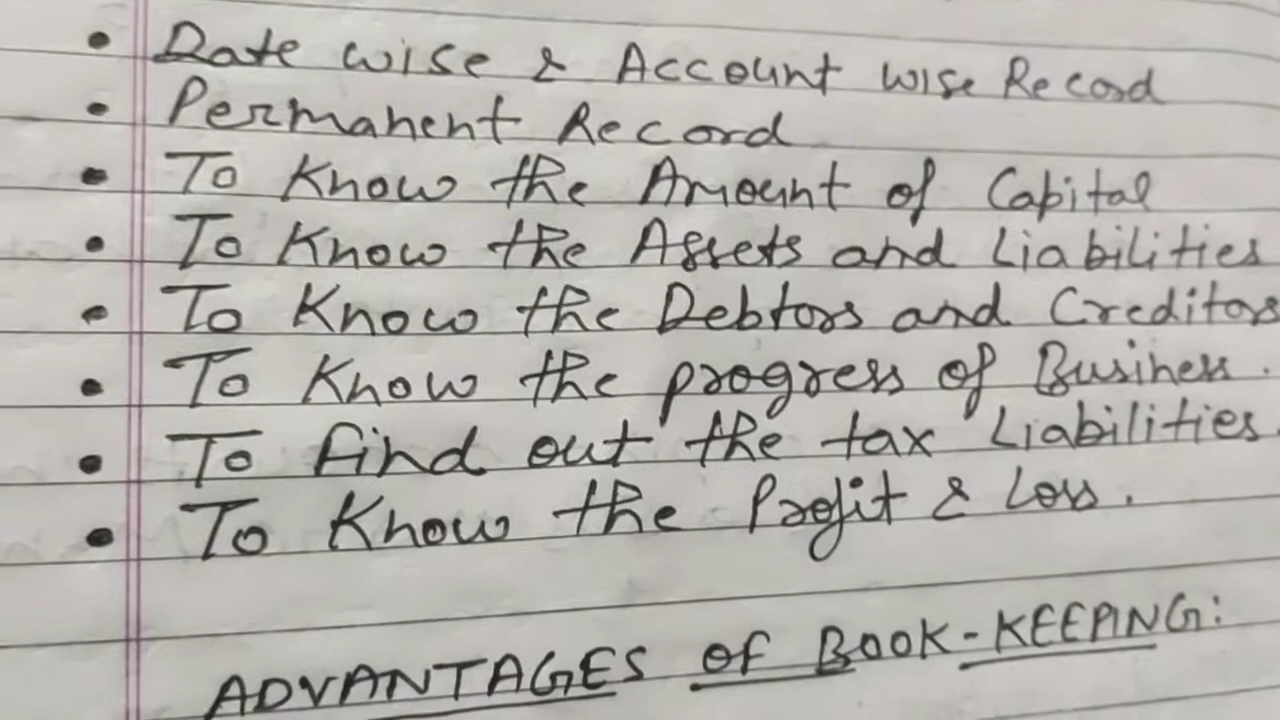 • Date wise & Account wise Record
• Permanent Record
• To Know the Amount of Capital
• To Know the Assets and Liabilities
• To Know the Debtors and Creditors
• To Know the progress of Business.
• To find out the tax Liabilities.
• To Know the Profit & Loss.
ADVANTAGES of BOOK-KEEPING: